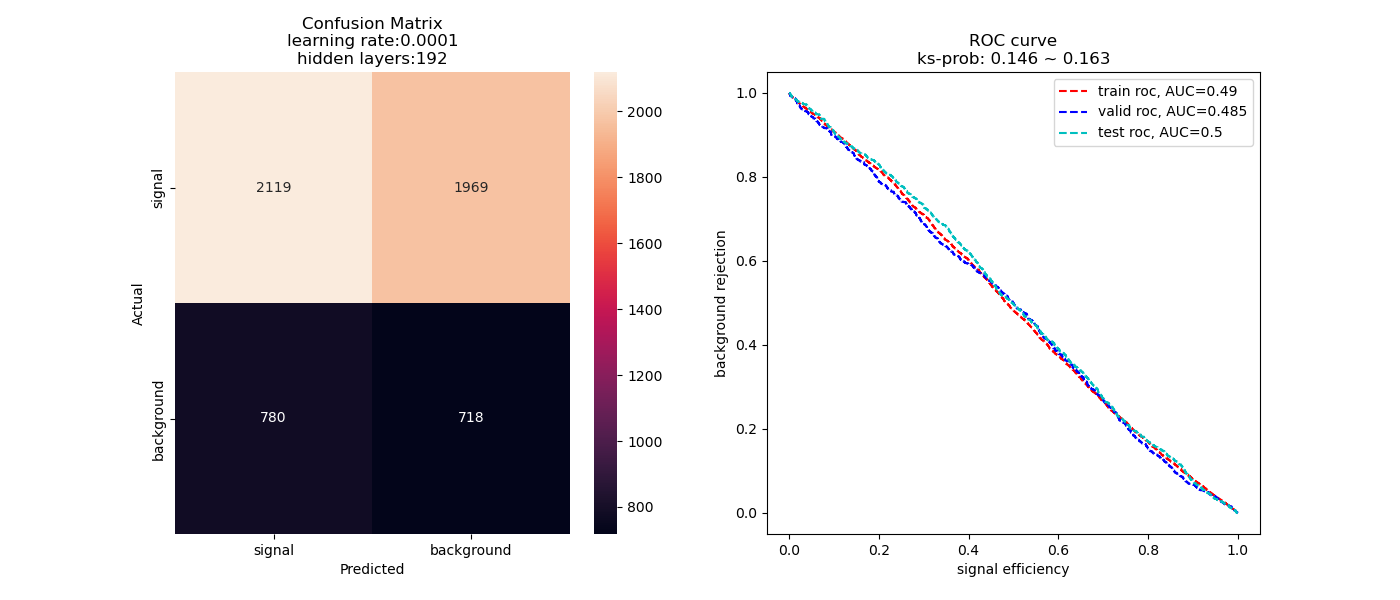 Confusion Matrix
learning rate:0.0001
hidden layers:192
signal
background
Actual
2119
1969
780
718
signal
background
Predicted
2000
1800
1600
1400
1200
1000
800
ROC curve
ks-prob: 0.146 ~ 0.163
train roc, AUC=0.49
valid roc, AUC=0.485
test roc, AUC=0.5
background rejection
1.0
0.8
0.6
0.4
0.2
0.0
0.0
0.2
0.4
0.6
0.8
1.0
signal efficiency